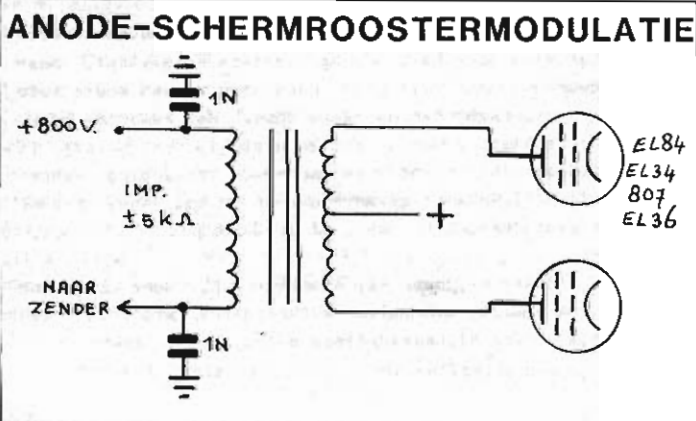 ANODE-SCHERMROOSTERMODULATIE
1N
+800V.
IMP.
±5kΩ
+
EL84
EL34
807
EL36
NAAR
ZENDER
1N